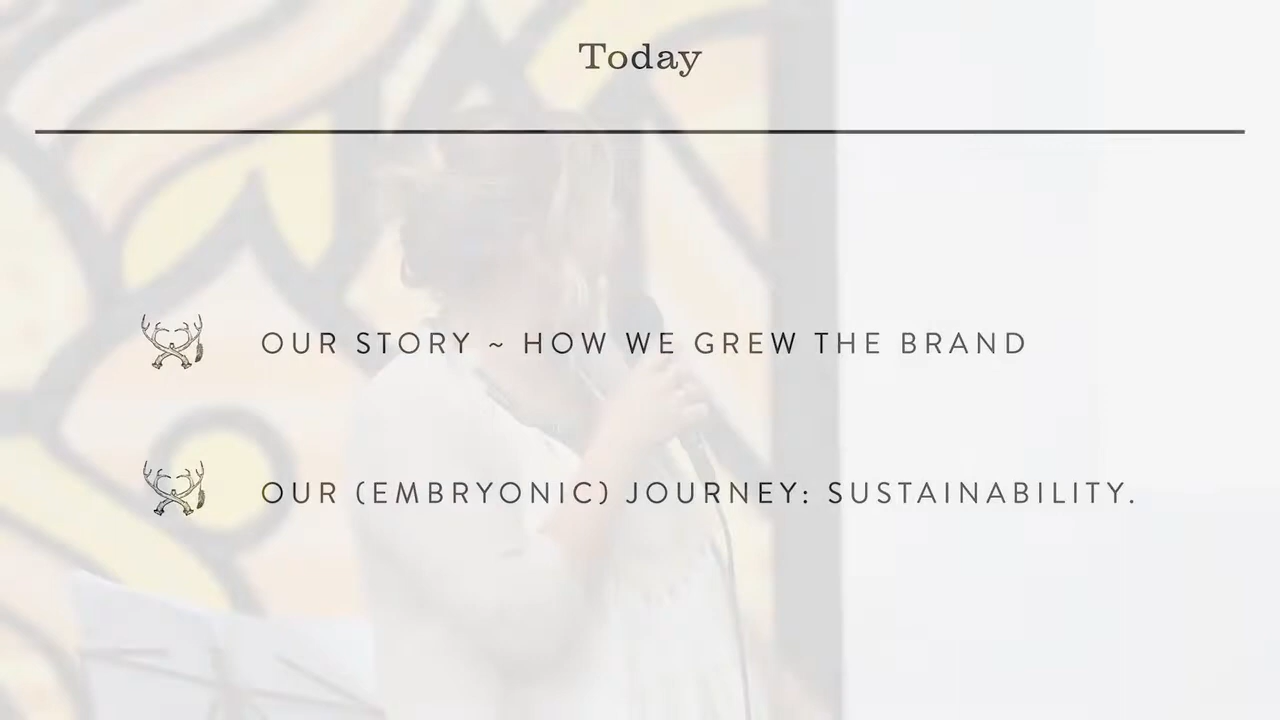 Today
OUR STORY ~ HOW WE GREW THE BRAND
OUR (EMBRYONIC) JOURNEY: SUSTAINABILITY.